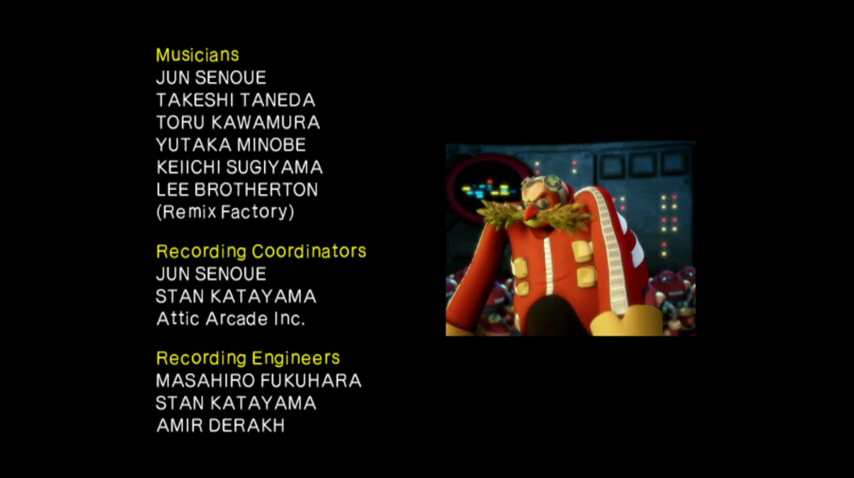 Musicians
JUN SENOUE
TAKESHI TANEDA
TORU KAWAMURA
YUTAKA MINOBE
KEIICHI SUGIYAMA
LEE BROTHERTON
(Remix Factory)
Recording Coordinators
JUN SENOUE
STAN KATAYAMA
Attic Arcade Inc.
Recording Engineers
MASAHIRO FUKUHARA
STAN KATAYAMA
AMIR DERAKH